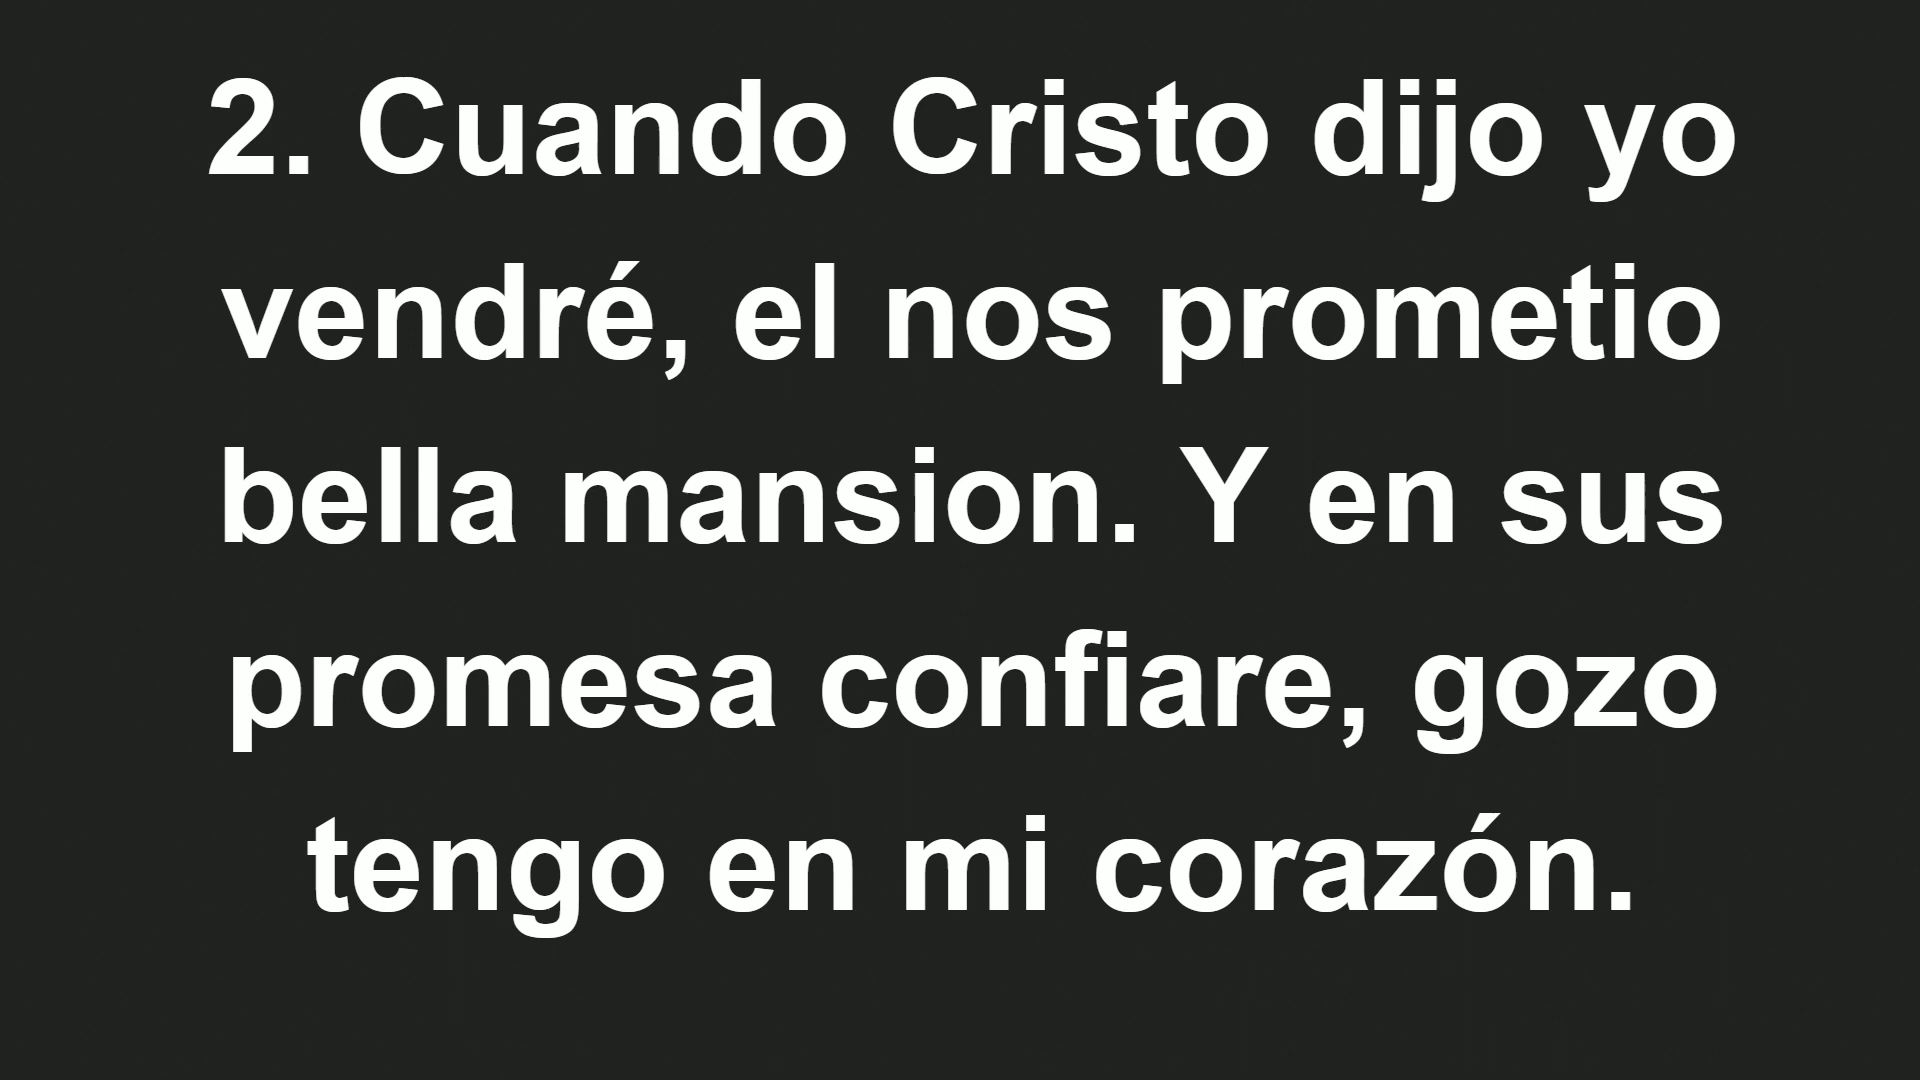 2. Cuando Cristo dijo yo
vendré, el nos prometio
bella mansion. Y en sus
promesa confiare, gozo
tengo en mi corazón.